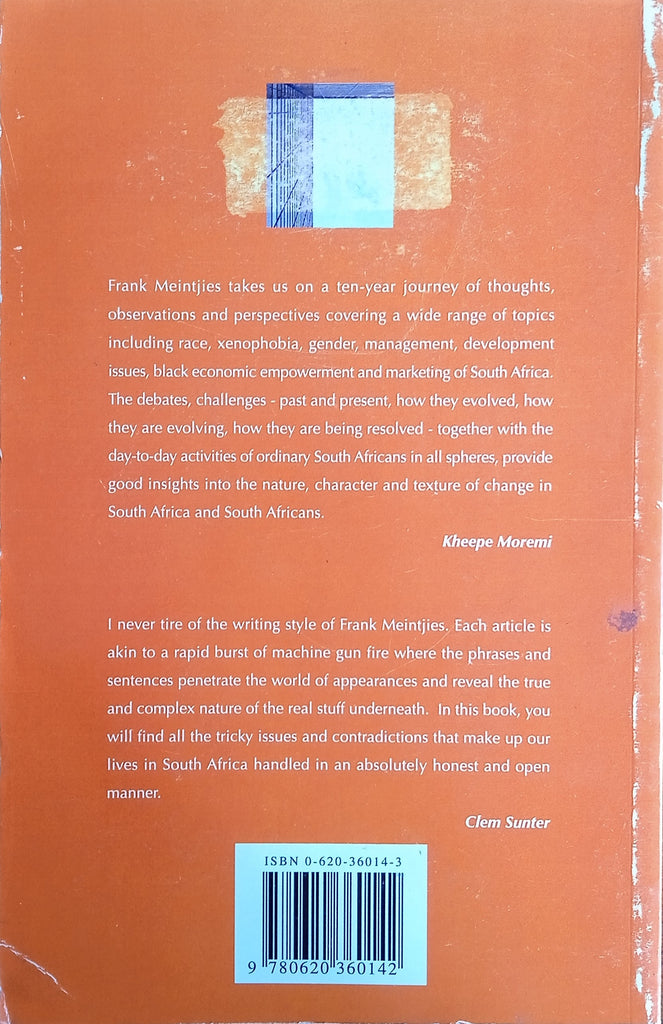 Frank Meintjies takes us on a ten-year journey of thoughts,
observations and perspectives covering a wide range of topics
including race, xenophobia, gender, management, development
issues, black economic empowerment and marketing of South Africa.
The debates, challenges - past and present, how they evolved, how
they are evolving, how they are being resolved - together with the
day-to-day activities of ordinary South Africans in all spheres, provide
good insights into the nature, character and texture of change in
South Africa and South Africans.
Kheepe Moremi
I never tire of the writing style of Frank Meintjies. Each article is
akin to a rapid burst of machine gun fire where the phrases and
sentences penetrate the world of appearances and reveal the true
and complex nature of the real stuff underneath. In this book, you
will find all the tricky issues and contradictions that make up our
lives in South Africa handled in an absolutely honest and open
manner.
Clem Sunter
ISBN 0-620-36014-3
9 780620 360142